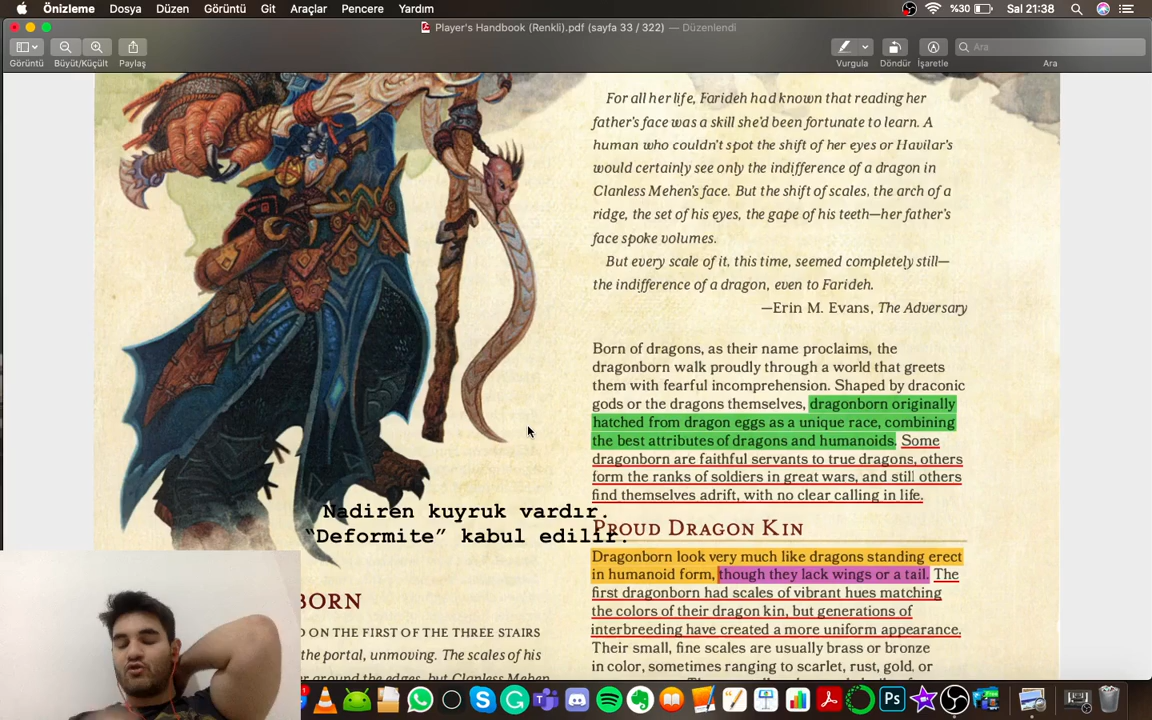 Önizleme Dosya Düzen Görüntü Git Araçlar Pencere Yardım %30 Sal 21:38
Player's Handbook (Renkli).pdf (sayfa 33 / 322) — Düzenlendi
Ara
Görüntü Büyüt/Küçült Paylaş Vurgula Döndür İşaretle Ara
For all her life, Farideh had known that reading her
father's face was a skill she'd been fortunate to learn. A
human who couldn't spot the shift of her eyes or Havilar's
would certainly see only the indifference of a dragon in
Clanless Mehen's face. But the shift of scales, the arch of a
ridge, the set of his eyes, the gape of his teeth—her father's
face spoke volumes.
But every scale of it, this time, seemed completely still—
the indifference of a dragon, even to Farideh.
—Erin M. Evans, The Adversary
Born of dragons, as their name proclaims, the
dragonborn walk proudly through a world that greets
them with fearful incomprehension. Shaped by draconic
gods or the dragons themselves, dragonborn originally
hatched from dragon eggs as a unique race, combining
the best attributes of dragons and humanoids. Some
dragonborn are faithful servants to true dragons, others
form the ranks of soldiers in great wars, and still others
find themselves adrift, with no clear calling in life.
Nadiren kuyruk vardır.
"Deformite" kabul edilir.
Proud Dragon Kin
Dragonborn look very much like dragons standing erect
in humanoid form, though they lack wings or a tail. The
first dragonborn had scales of vibrant hues matching
the colors of their dragon kin, but generations of
interbreeding have created a more uniform appearance.
Their small, fine scales are usually brass or bronze
in color, sometimes ranging to scarlet, rust, gold, or
BORN
ON THE FIRST OF THE THREE STAIRS
the portal, unmoving. The scales of his
around the edges, but Clanless Mehen